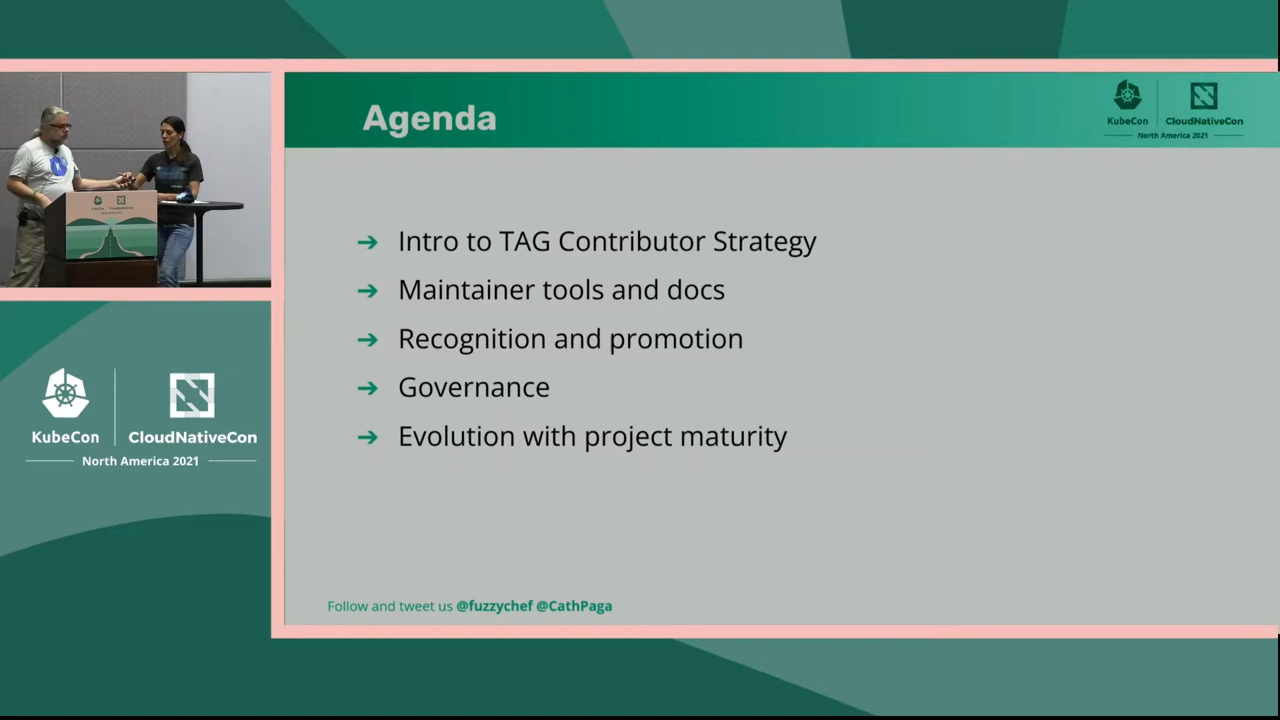 Agenda
KubeCon
CloudNativeCon
North America 2021
➔ Intro to TAG Contributor Strategy
➔ Maintainer tools and docs
➔ Recognition and promotion
➔ Governance
➔ Evolution with project maturity
Follow and tweet us @fuzzychef @CathPaga
KubeCon
CloudNativeCon
North America 2021